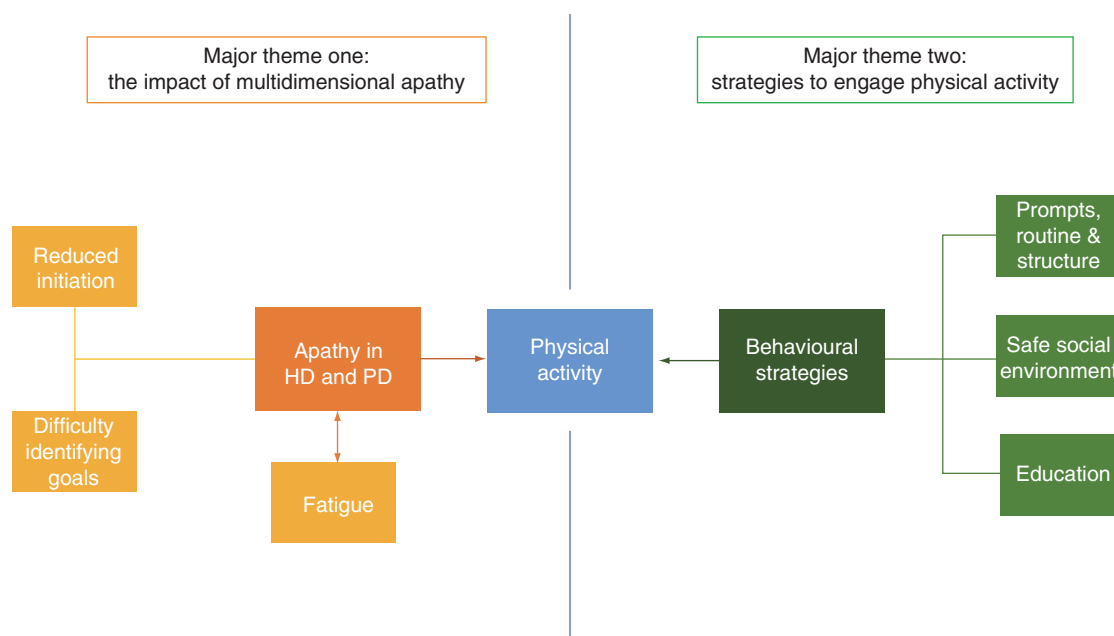 Major theme one:
the impact of multidimensional apathy
Major theme two:
strategies to engage physical activity
Reduced
initiation
Difficulty
identifying
goals
Apathy in
HD and PD
Fatigue
Physical
activity
Behavioural
strategies
Prompts,
routine &
structure
Safe social
environment
Education